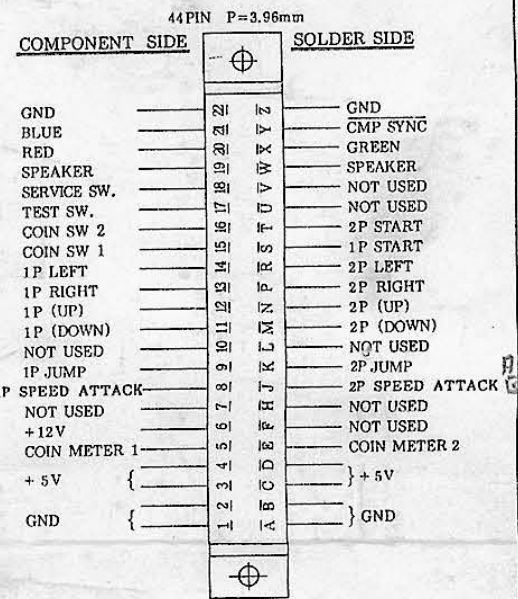 44PIN P=3.96mm
COMPONENT SIDE SOLDER SIDE
GND 22 Z GND
BLUE 21 Y CMP SYNC
RED 20 X GREEN
SPEAKER 19 W SPEAKER
SERVICE SW. 18 V NOT USED
TEST SW. 17 U NOT USED
COIN SW 2 16 T 2P START
COIN SW 1 15 S 1P START
1P LEFT 14 R 2P LEFT
1P RIGHT 13 P 2P RIGHT
1P (UP) 12 N 2P (UP)
1P (DOWN) 11 M 2P (DOWN)
NOT USED 10 L NOT USED
1P JUMP 9 K 2P JUMP
P SPEED ATTACK 8 J 2P SPEED ATTACK
NOT USED 7 H NOT USED
+12V 6 F NOT USED
COIN METER 1 5 E COIN METER 2
4 D
+ 5V { 3 C } + 5V
2 B
GND { 1 A } GND